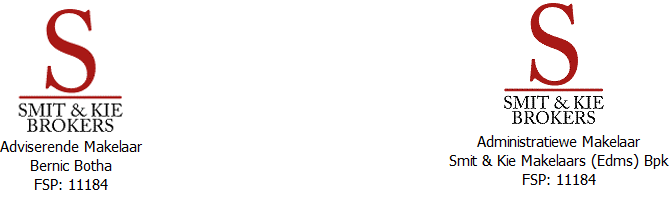 S
SMIT & KIE
BROKERS
Adviserende Makelaar
Bernic Botha
FSP: 11184
S
SMIT & KIE
BROKERS
Administratiewe Makelaar
Smit & Kie Makelaars (Edms) Bpk
FSP: 11184